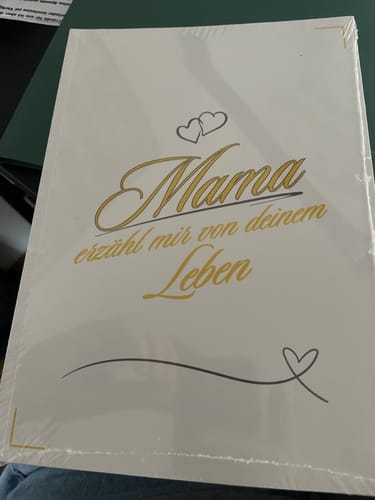 Mama
erzähl mir von deinem
Leben